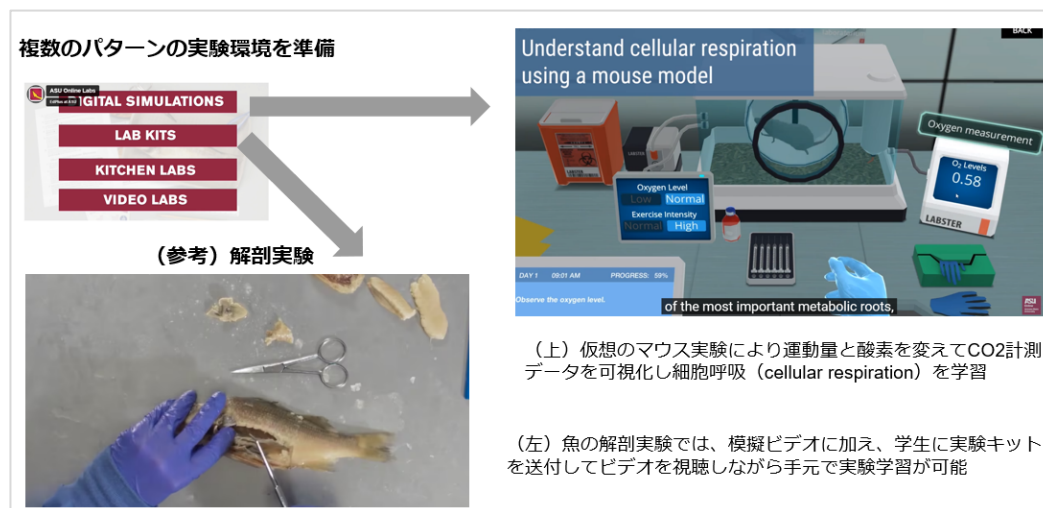 複数のパターンの実験環境を準備
ASU Online Labs
DIGITAL SIMULATIONS
LAB KITS
KITCHEN LABS
VIDEO LABS
（参考）解剖実験
BACK
Understand cellular respiration
using a mouse model
Oxygen measurement
O₂ Levels
0.58
LABSTER
LABSTER
Oxygen Level
Low Normal
Exercise Intensity
Normal High
DAY 1 09:01 AM PROGRESS: 59%
Observe the oxygen level.
of the most important metabolic roots,
ASU
（上）仮想のマウス実験により運動量と酸素を変えてCO2計測
データを可視化し細胞呼吸（cellular respiration）を学習
（左）魚の解剖実験では、模擬ビデオに加え、学生に実験キット
を送付してビデオを視聴しながら手元で実験学習が可能